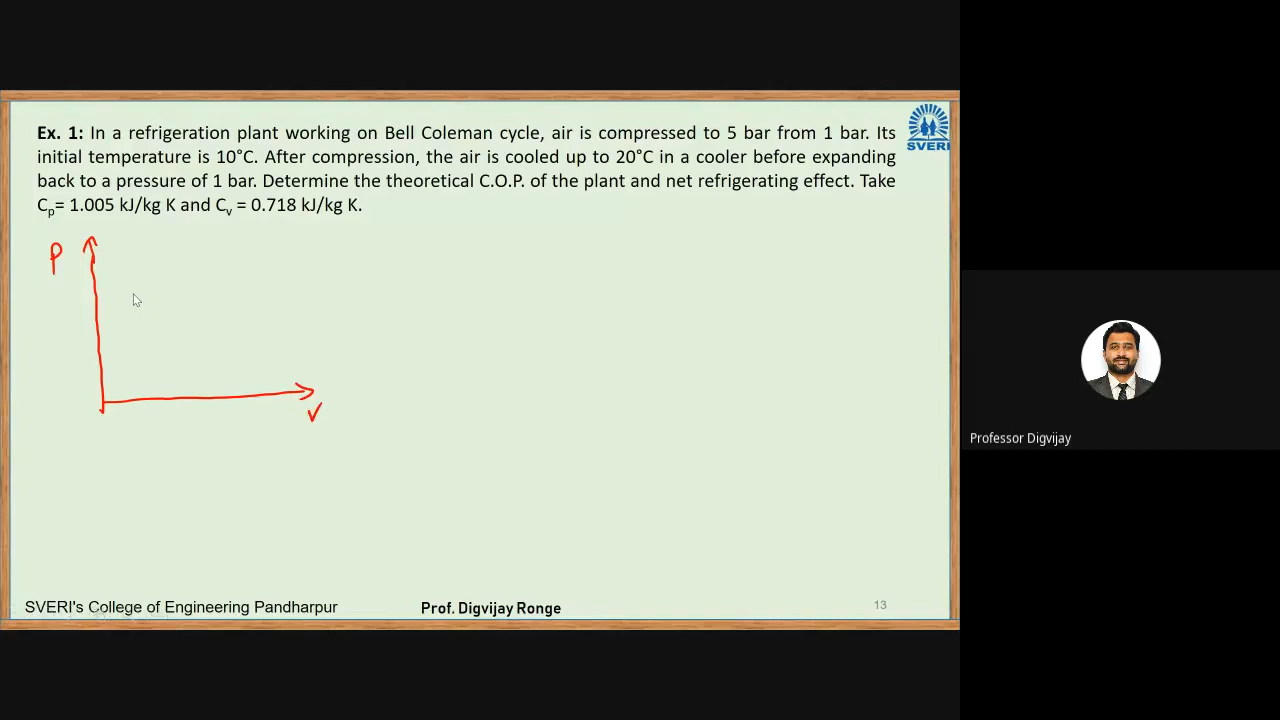 Ex. 1: In a refrigeration plant working on Bell Coleman cycle, air is compressed to 5 bar from 1 bar. Its
initial temperature is 10°C. After compression, the air is cooled up to 20°C in a cooler before expanding
back to a pressure of 1 bar. Determine the theoretical C.O.P. of the plant and net refrigerating effect. Take
Cp= 1.005 kJ/kg K and Cv = 0.718 kJ/kg K.
SVERI
P
V
Professor Digvijay
SVERI's College of Engineering Pandharpur
Prof. Digvijay Ronge
13